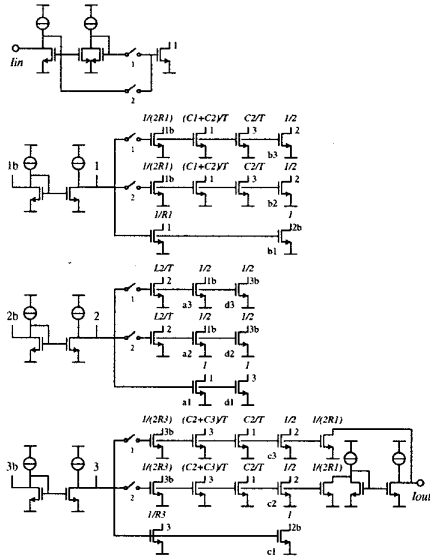 1
Iin
1
2
1/(2R1) (C1+C2)/T C2/T 1/2
1b 1 3 2
1 b3
1/(2R1) (C1+C2)/T C2/T 1/2
1b 1 1b 1 3 2
2 b2
1/R1 1
1 2b
b1
L2/T 1/2 1/2
2 1b 3b
1 a3 d3
L2/T 1/2 1/2
2b 2 2 1b 3b
2 a2 d2
1 1
1 3
a1 d1
1/(2R3) (C2+C3)/T C2/T 1/2 1/(2R1)
3b 3 1 2
1 c3
1/(2R3) (C2+C3)/T C2/T 1/2 1/(2R1)
3b 3 3b 3 1 2
2 c2 Iout
1/R3 1
3 2b
c1